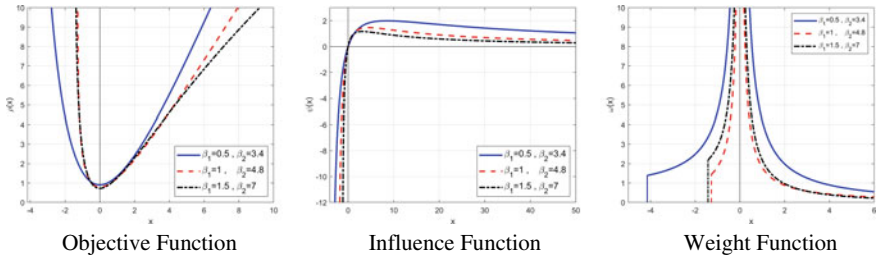 10
9
8
7
6
5
4
3
2
1
0
ρ(x)
-4 -2 0 2 4 6 8 10
x
β₁=0.5 , β₂=3.4
β₁=1 , β₂=4.8
β₁=1.5 , β₂=7
Objective Function
2
0
-2
-4
-6
-8
-10
-12
ψ(x)
0 10 20 30 40 50
x
β₁=0.5 , β₂=3.4
β₁=1 , β₂=4.8
β₁=1.5 , β₂=7
Influence Function
10
9
8
7
6
5
4
3
2
1
0
ω(x)
-4 -2 0 2 4 6
x
β₁=0.5 , β₂=3.4
β₁=1 , β₂=4.8
β₁=1.5 , β₂=7
Weight Function